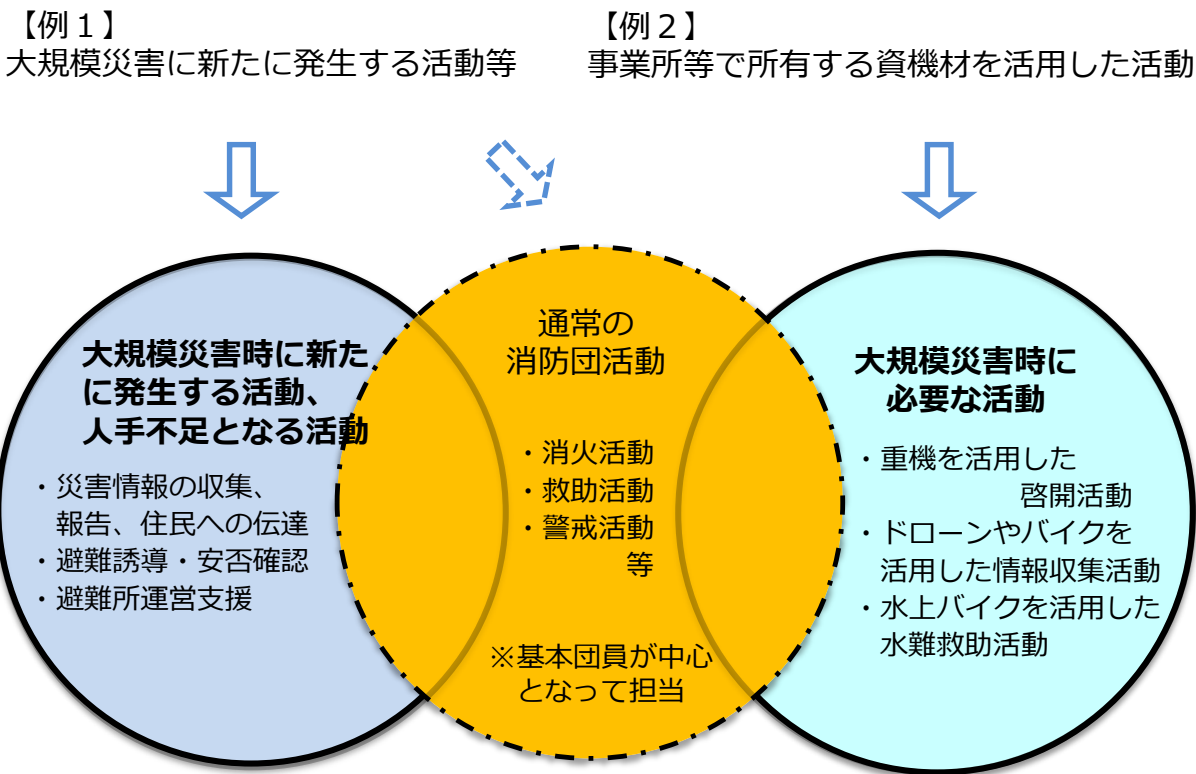 【例１】
大規模災害に新たに発生する活動等
【例２】
事業所等で所有する資機材を活用した活動
大規模災害時に新た
に発生する活動、
人手不足となる活動
・災害情報の収集、
報告、住民への伝達
・避難誘導・安否確認
・避難所運営支援
通常の
消防団活動
・消火活動
・救助活動
・警戒活動
等
※基本団員が中心
となって担当
大規模災害時に
必要な活動
・重機を活用した
啓開活動
・ドローンやバイクを
活用した情報収集活動
・水上バイクを活用した
水難救助活動